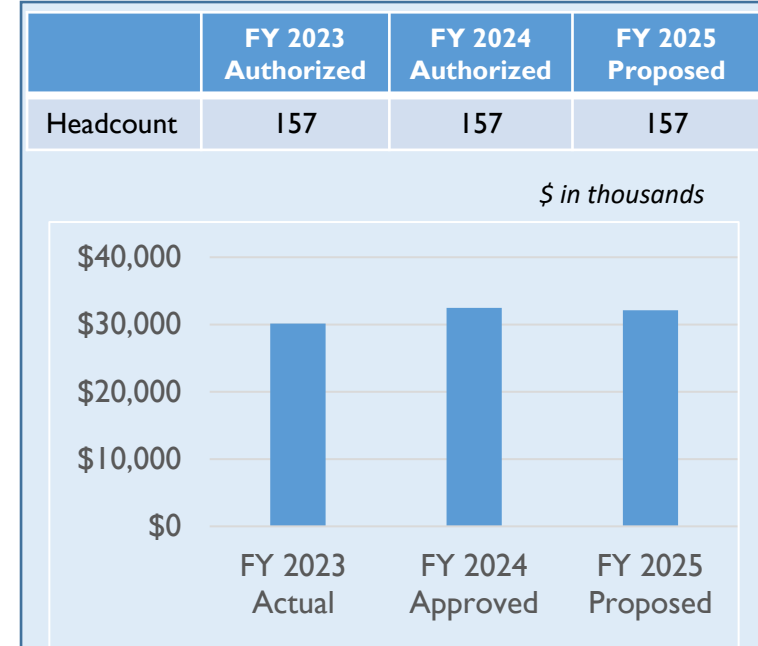 FY 2023 FY 2024 FY 2025
Authorized Authorized Proposed
Headcount 157 157 157
$ in thousands
$40,000
$30,000
$20,000
$10,000
$0
FY 2023 FY 2024 FY 2025
Actual Approved Proposed